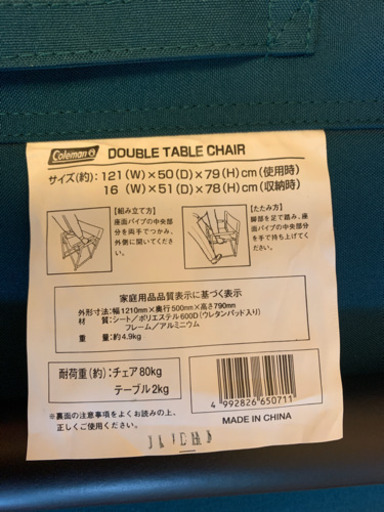 Coleman DOUBLE TABLE CHAIR
サイズ(約): 121(W)×50(D)×79(H)cm(使用時)
16(W)×51(D)×78(H)cm(収納時)
【組み立て方】
座面パイプの中央部
分を両手でつかみ、
外側に開いてください。
【たたみ方】
脚部を足で踏み、座
面パイプの中央部分
を手で持ち上げてく
ださい。
家庭用品品質表示に基づく表示
外形寸法:幅1210mm×奥行500mm×高さ790mm
材　　質:シート/ポリエステル600D(ウレタンパッド入り)
フレーム/アルミニウム
重　　量:約4.9kg
耐荷重(約):チェア80kg
テーブル2kg
※裏面の注意事項をよくお読みの上、
正しくご使用ください。
4 992826 650711
MADE IN CHINA